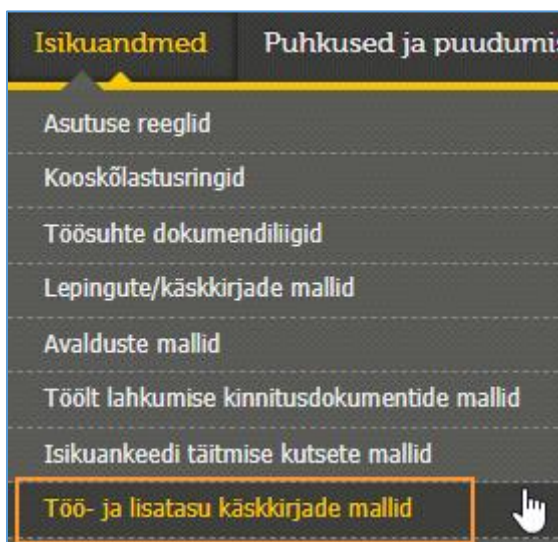 Isikuandmed Puhkused ja
Asutuse reeglid
Kooskõlastusringid
Töösuhte dokumendiliigid
Lepingute/käskkirjade mallid
Avalduste mallid
Töölt lahkumise kinnitusdokumentide mallid
Isikuankeedi täitmise kutsete mallid
Töö- ja lisatasu käskkirjade mallid